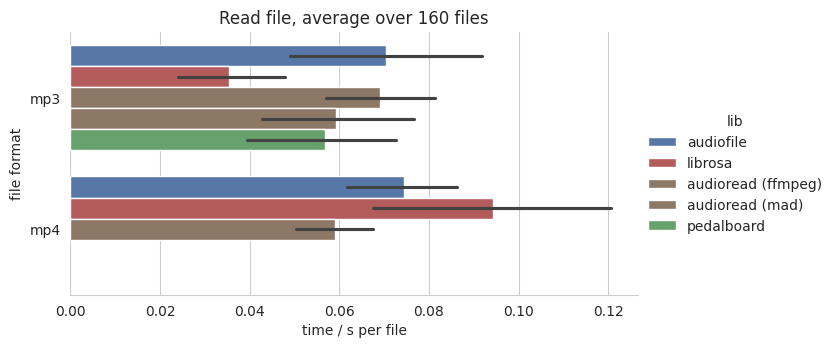 Read file, average over 160 files
file format
mp3
mp4
0.00 0.02 0.04 0.06 0.08 0.10 0.12
time / s per file
lib
audiofile
librosa
audioread (ffmpeg)
audioread (mad)
pedalboard